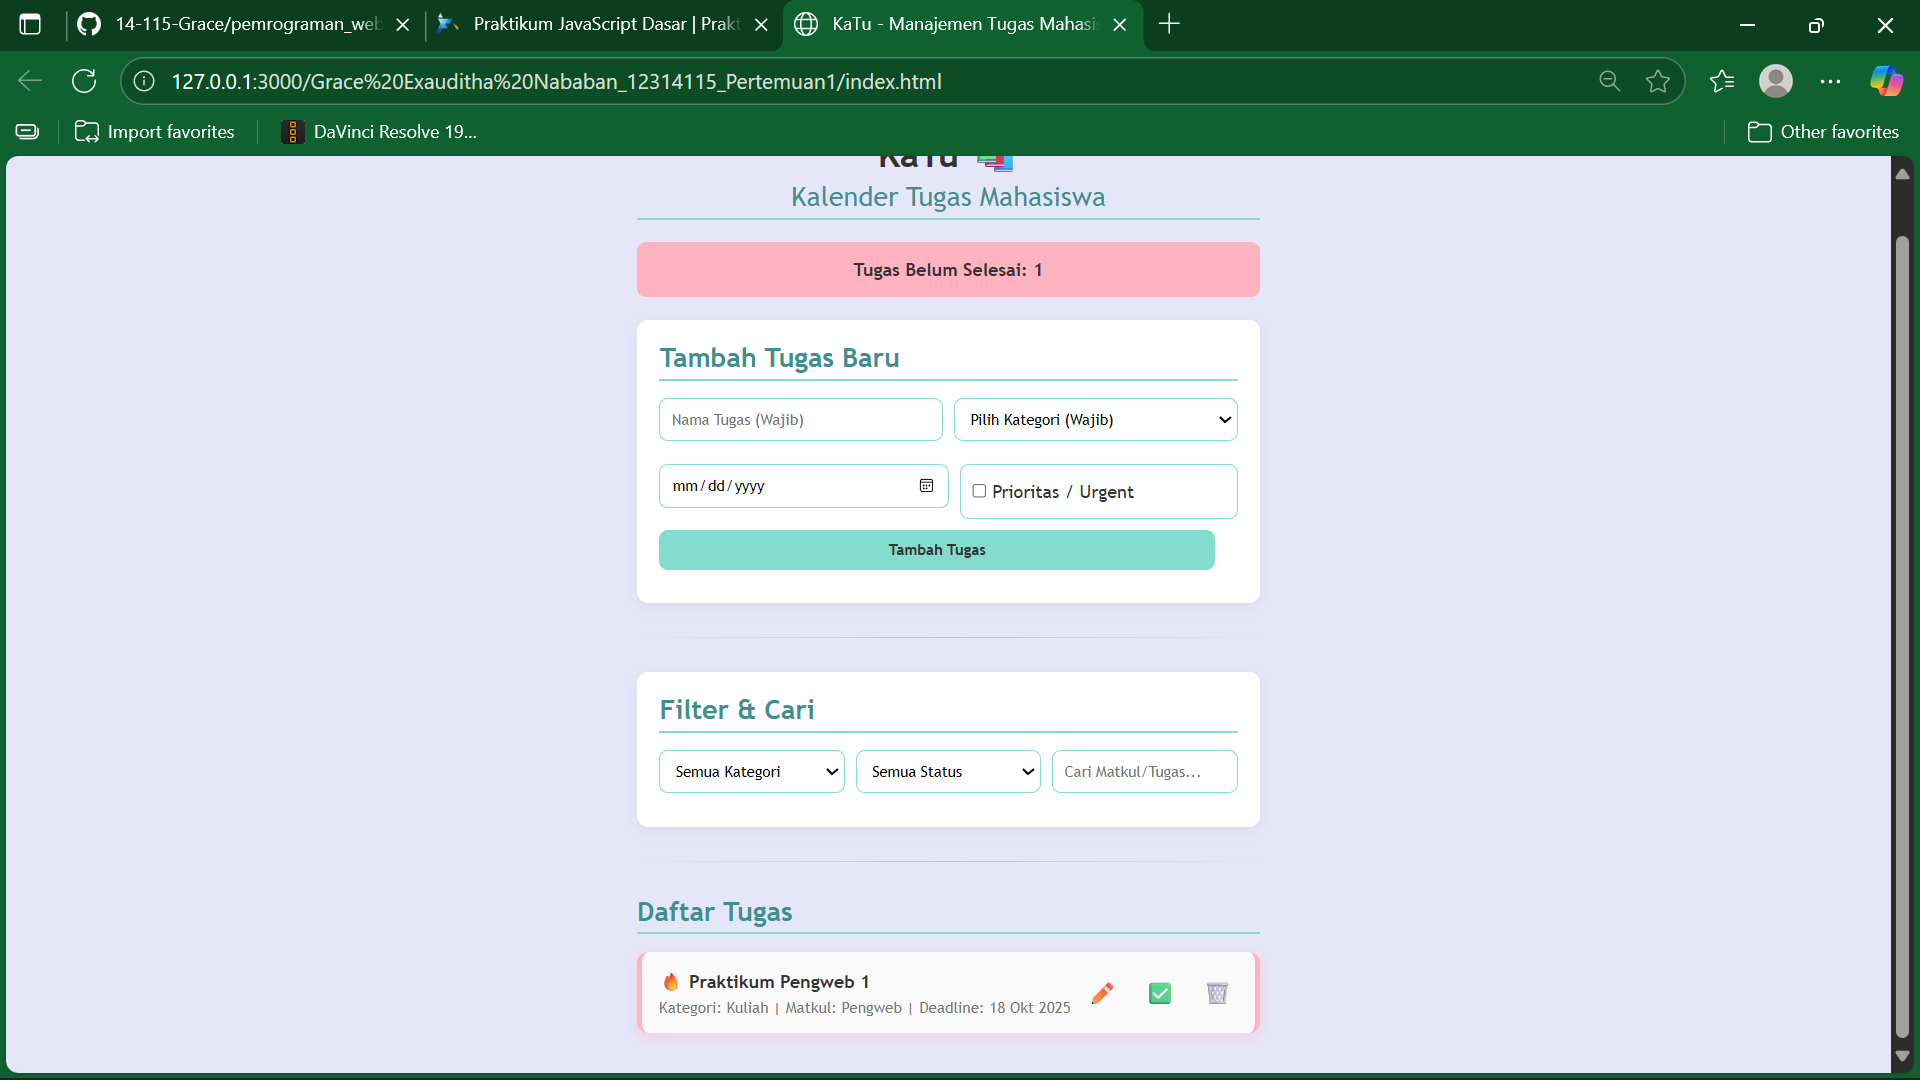 14-115-Grace/pemrograman_web
Praktikum JavaScript Dasar | Prakt
KaTu - Manajemen Tugas Mahasis
127.0.0.1:3000/Grace%20Exauditha%20Nababan_12314115_Pertemuan1/index.html
Import favorites
DaVinci Resolve 19...
Other favorites
KaTu
Kalender Tugas Mahasiswa
Tugas Belum Selesai: 1
Tambah Tugas Baru
Nama Tugas (Wajib)
Pilih Kategori (Wajib)
mm/dd/yyyy
Prioritas / Urgent
Tambah Tugas
Filter & Cari
Semua Kategori
Semua Status
Cari Matkul/Tugas...
Daftar Tugas
Praktikum Pengweb 1
Kategori: Kuliah | Matkul: Pengweb | Deadline: 18 Okt 2025